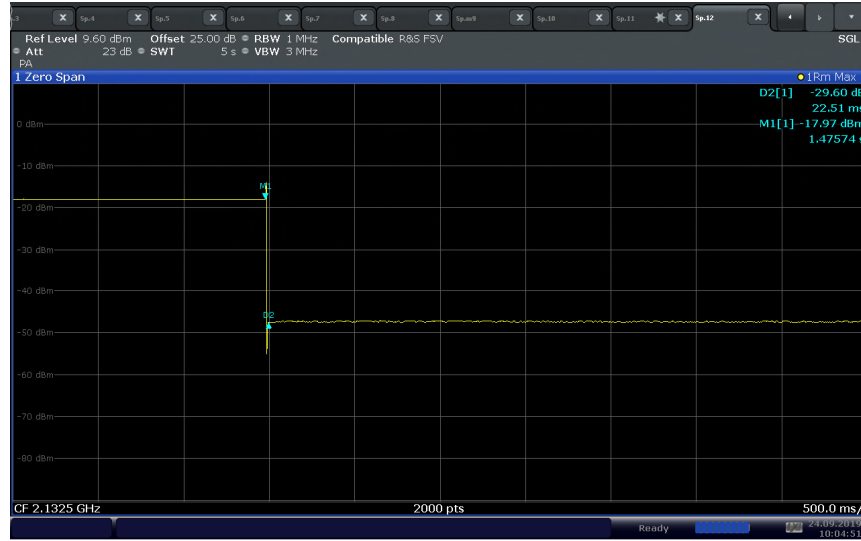 .3 X Sp.4 X Sp.5 X Sp.6 X Sp.7 X Sp.8 X Sp.m9 X Sp.10 X Sp.11 X Sp.12 X
Ref Level 9.60 dBm Offset 25.00 dB RBW 1 MHz Compatible R&S FSV
SGL
Att 23 dB SWT 5 s VBW 3 MHz
PA
1 Zero Span
1Rm Max
D2[1] -29.60 dB
22.51 ms
M1[1] -17.97 dBm
1.47574 s
0 dBm
-10 dBm
M1
-20 dBm
-30 dBm
-40 dBm
D2
-50 dBm
-60 dBm
-70 dBm
-80 dBm
CF 2.1325 GHz 2000 pts 500.0 ms/
Ready
24.09.2019
10:04:51